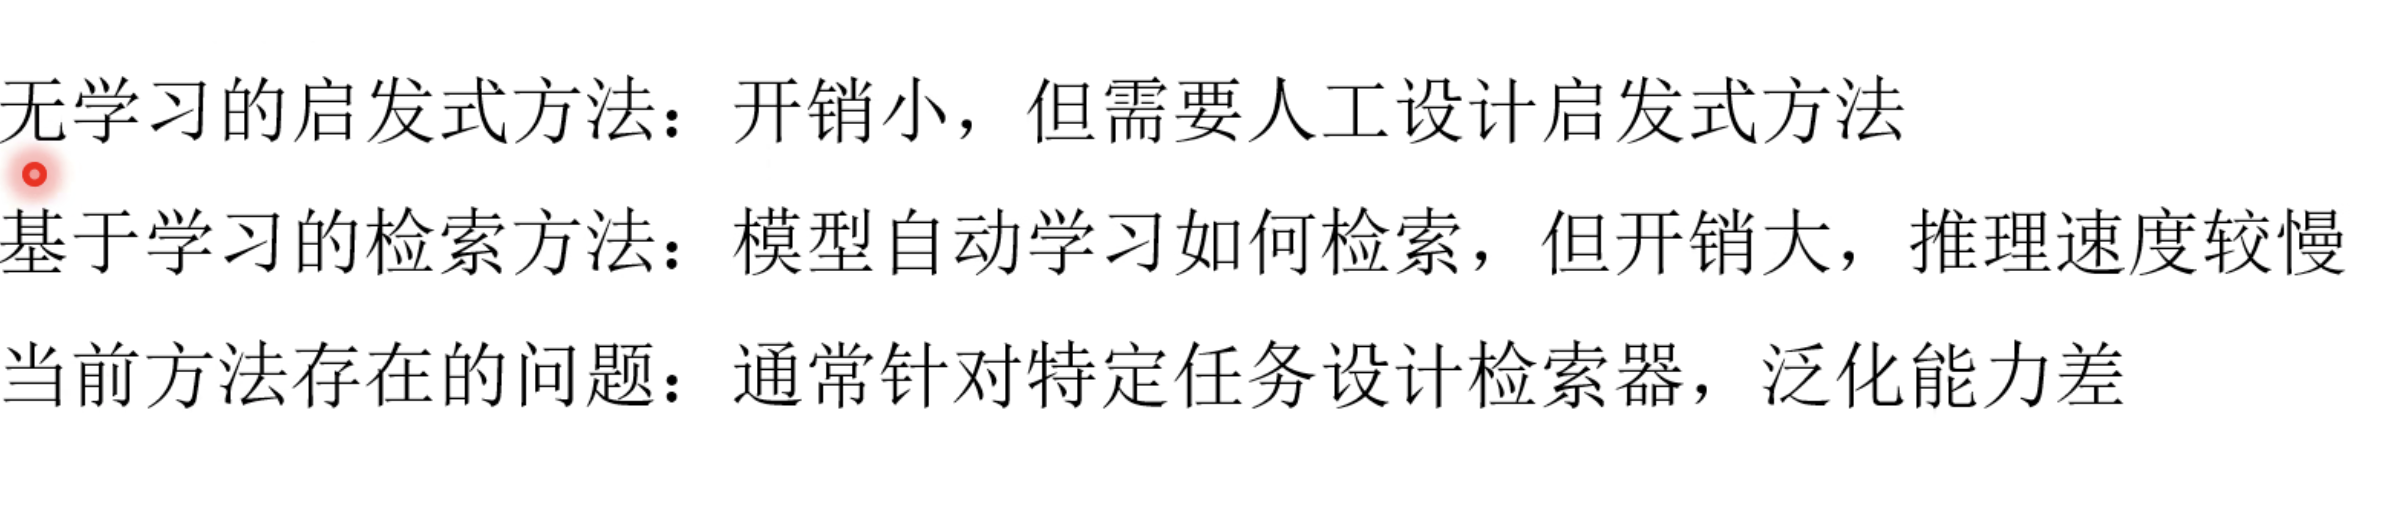 无学习的启发式方法：开销小，但需要人工设计启发式方法
基于学习的检索方法：模型自动学习如何检索，但开销大，推理速度较慢
当前方法存在的问题：通常针对特定任务设计检索器，泛化能力差